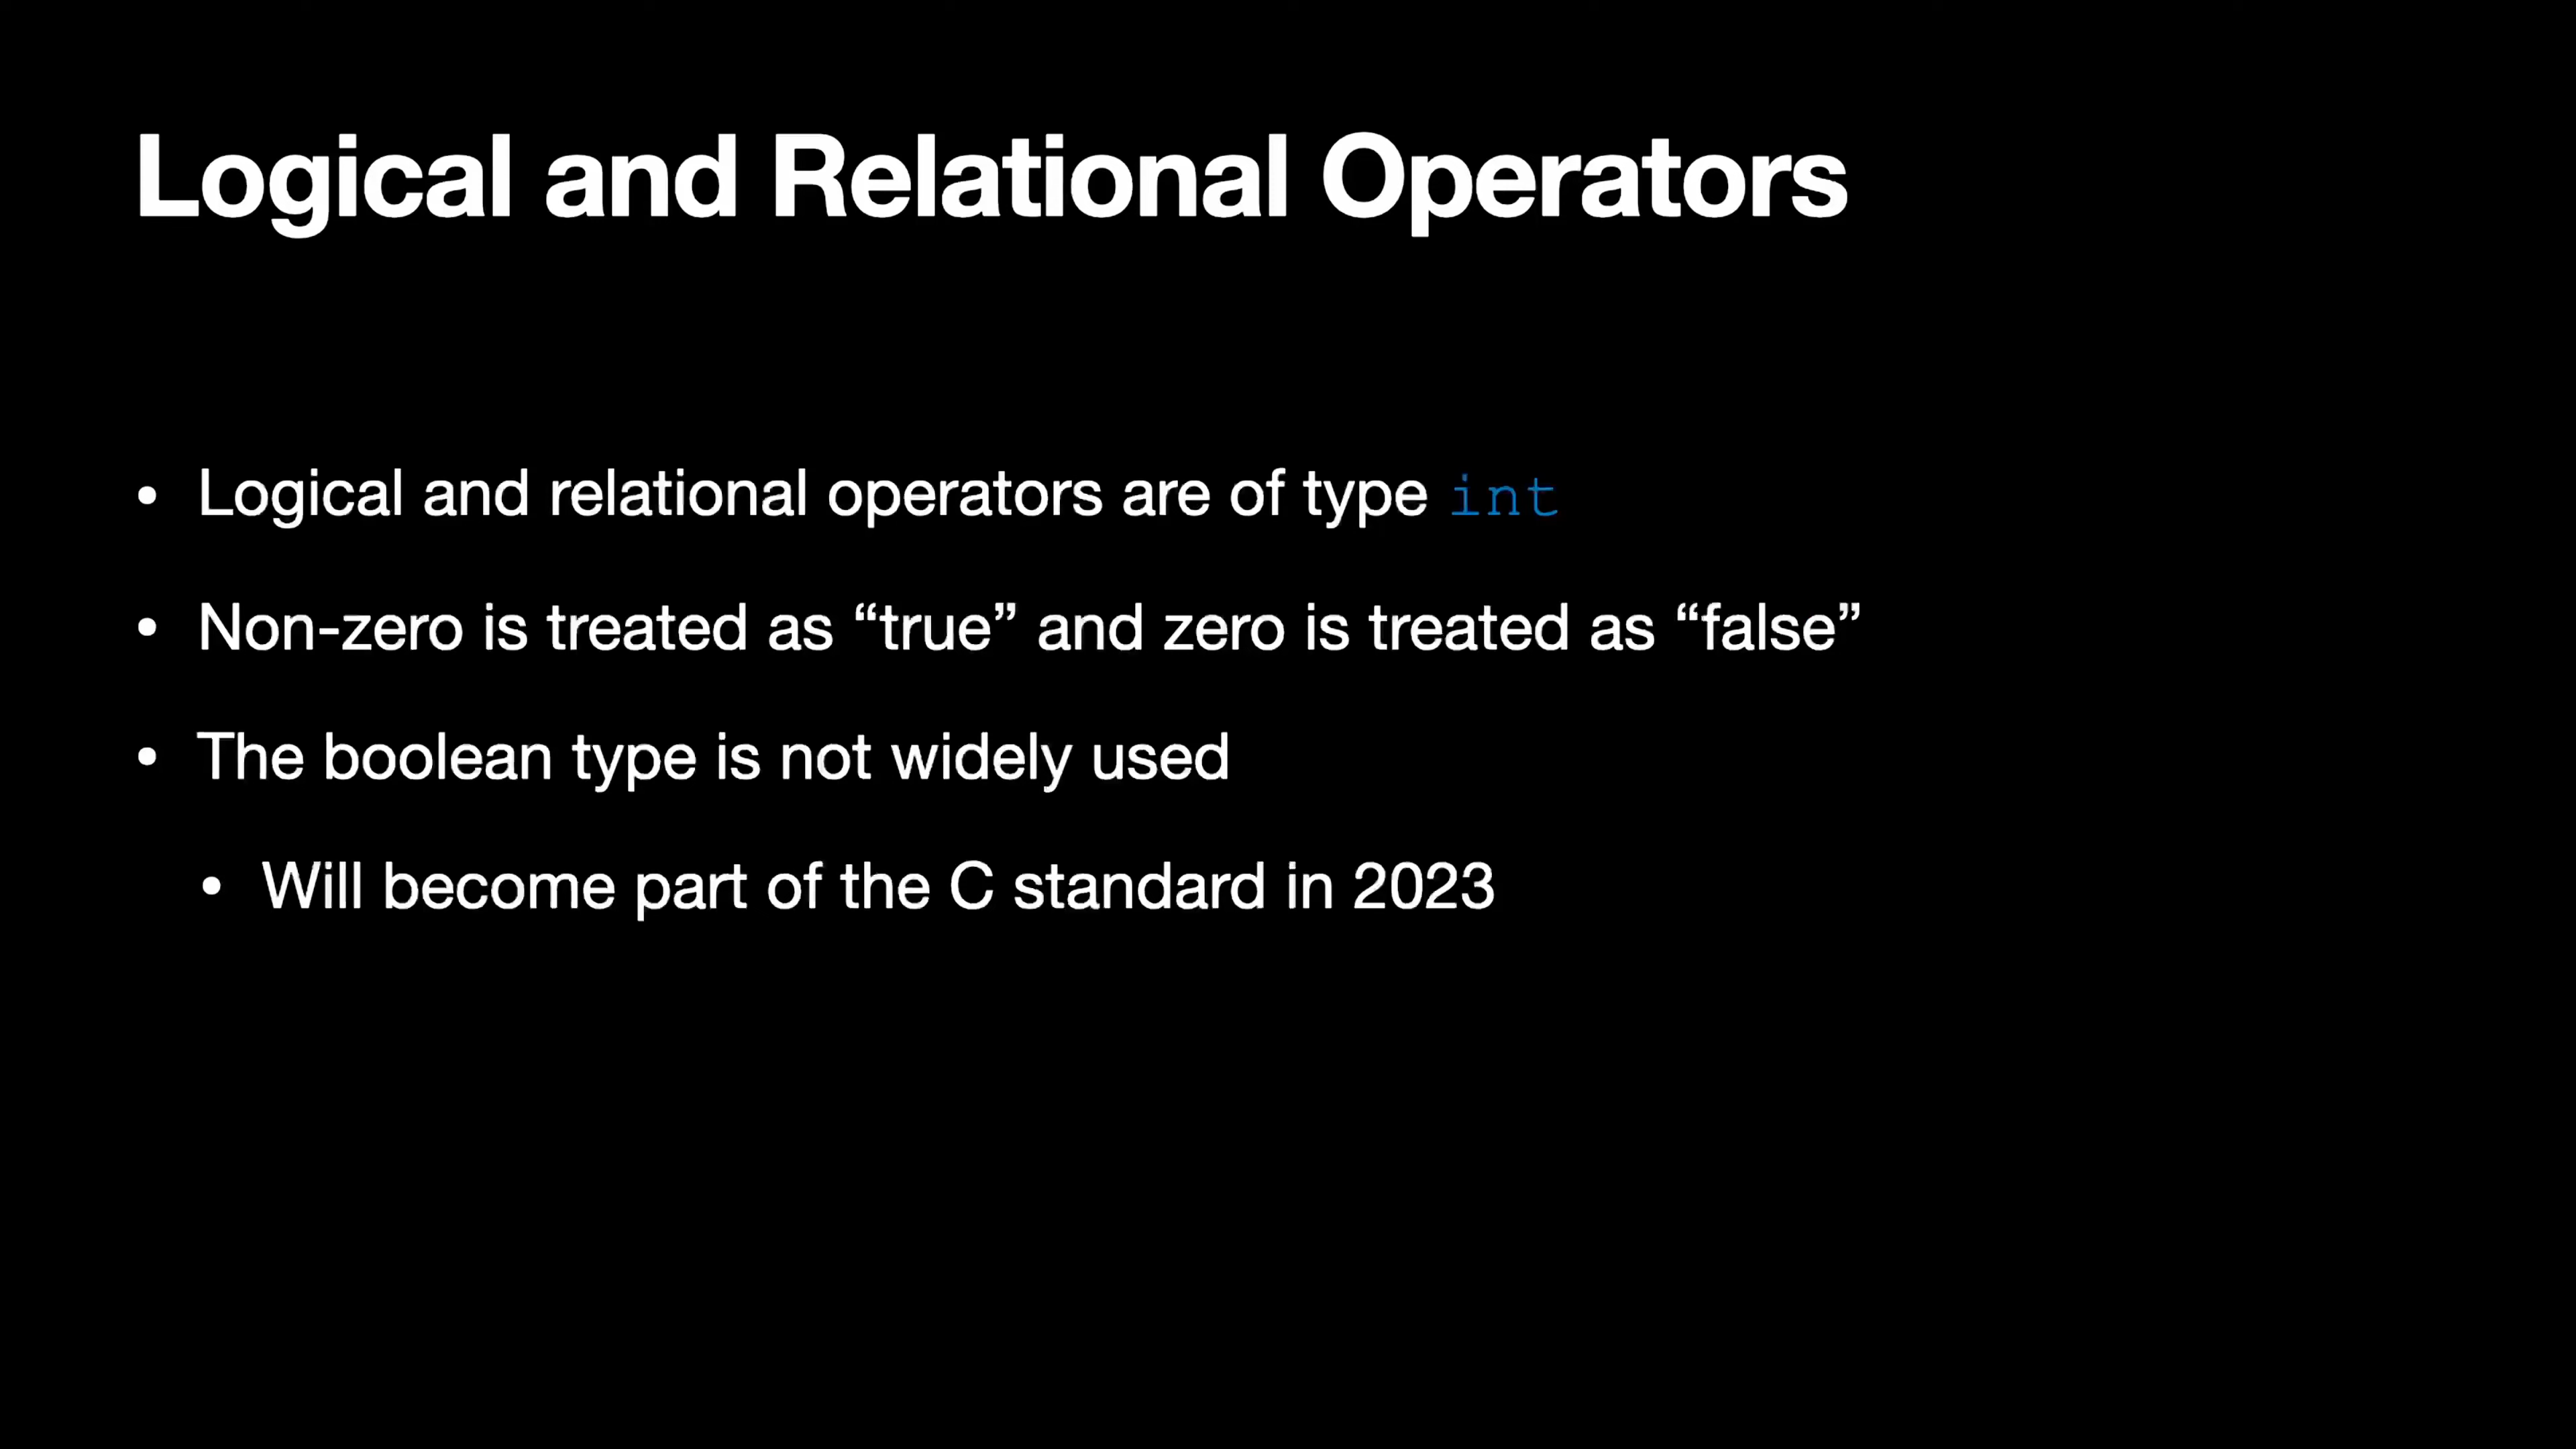 Logical and Relational Operators
• Logical and relational operators are of type int
• Non-zero is treated as “true” and zero is treated as “false”
• The boolean type is not widely used
• Will become part of the C standard in 2023